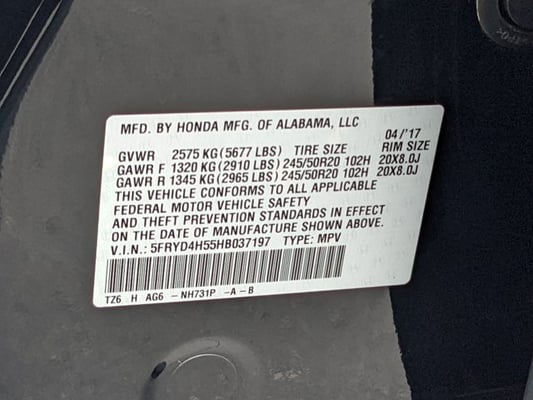 MFD. BY HONDA MFG. OF ALABAMA, LLC
04/'17
GVWR 2575 KG (5677 LBS) TIRE SIZE RIM SIZE
GAWR F 1320 KG (2910 LBS) 245/50R20 102H 20X8.0J
GAWR R 1345 KG (2965 LBS) 245/50R20 102H 20X8.0J
THIS VEHICLE CONFORMS TO ALL APPLICABLE
FEDERAL MOTOR VEHICLE SAFETY
AND THEFT PREVENTION STANDARDS IN EFFECT
ON THE DATE OF MANUFACTURE SHOWN ABOVE.
V.I.N.: 5FRYD4H55HB037197 TYPE: MPV
TZ6 H AG6 - NH731P -A - B